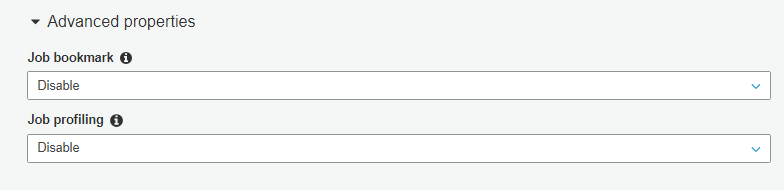 Advanced properties
Job bookmark
Disable
Job profiling
Disable